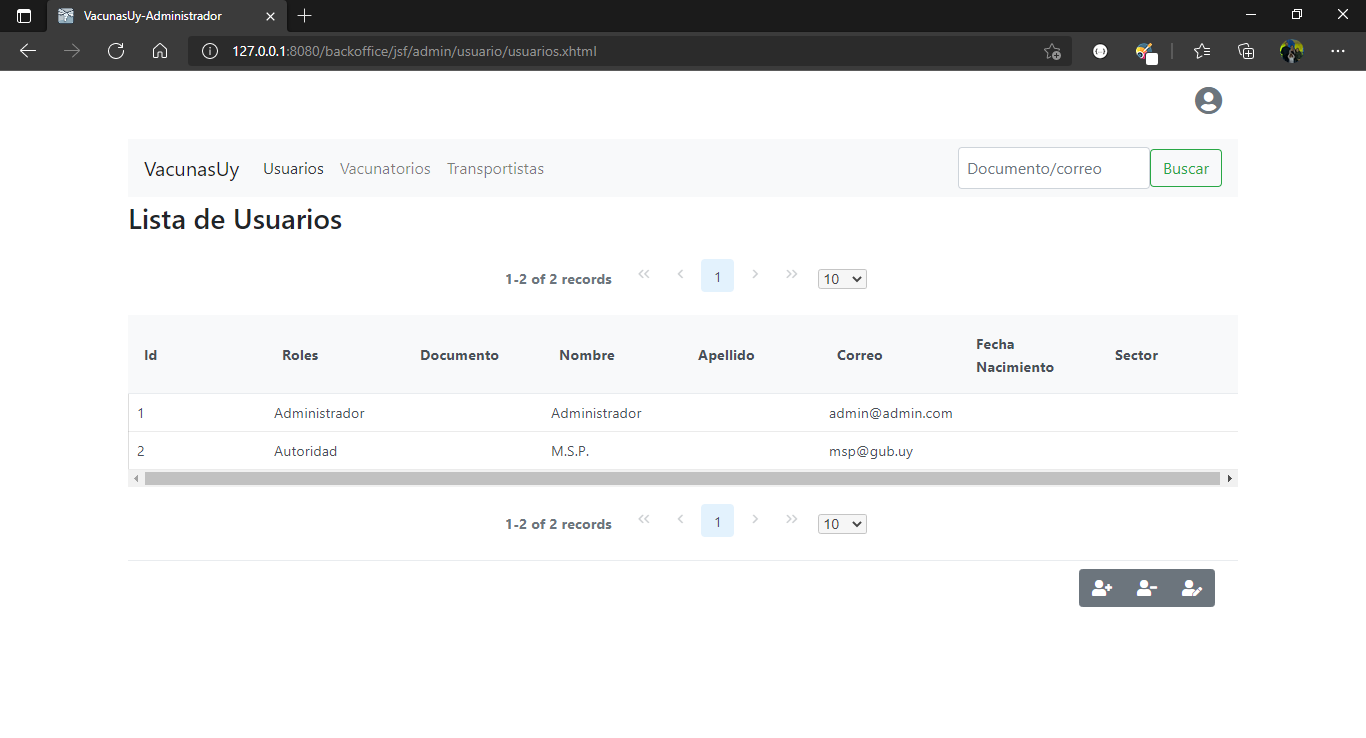 VacunasUy-Administrador
127.0.0.1:8080/backoffice/jsf/admin/usuario/usuarios.xhtml
VacunasUy Usuarios Vacunatorios Transportistas Documento/correo Buscar
Lista de Usuarios
1-2 of 2 records 1 10
Id Roles Documento Nombre Apellido Correo Fecha Nacimiento Sector
1 Administrador Administrador admin@admin.com
2 Autoridad M.S.P. msp@gub.uy
1-2 of 2 records 1 10